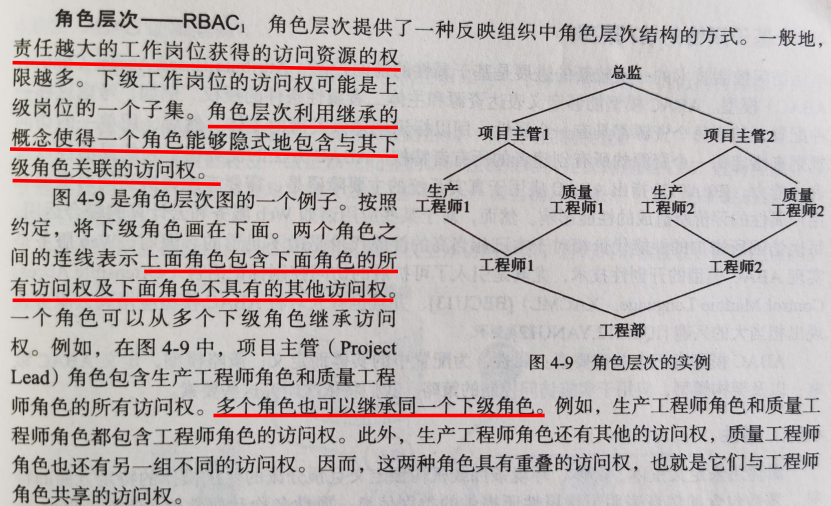 角色层次——RBAC₁ 角色层次提供了一种反映组织中角色层次结构的方式。一般地,
责任越大的工作岗位获得的访问资源的权
限越多。下级工作岗位的访问权可能是上
级岗位的一个子集。角色层次利用继承的
概念使得一个角色能够隐式地包含与其下
级角色关联的访问权。
图 4-9 是角色层次图的一个例子。按照
约定,将下级角色画在下面。两个角色之
间的连线表示上面角色包含下面角色的所
有访问权及下面角色不具有的其他访问权。
一个角色可以从多个下级角色继承访问
权。例如,在图 4-9 中,项目主管(Project
Lead)角色包含生产工程师角色和质量工程
师角色的所有访问权。多个角色也可以继承同一个下级角色。例如,生产工程师角色和质量工
程师角色都包含工程师角色的访问权。此外,生产工程师角色还有其他的访问权,质量工程师
角色也还有另一组不同的访问权。因而,这两种角色具有重叠的访问权,也就是它们与工程师
角色共享的访问权。
总监
项目主管1
项目主管2
生产
工程师1
质量
工程师1
生产
工程师2
质量
工程师2
工程师1
工程师2
工程部
图 4-9 角色层次的实例